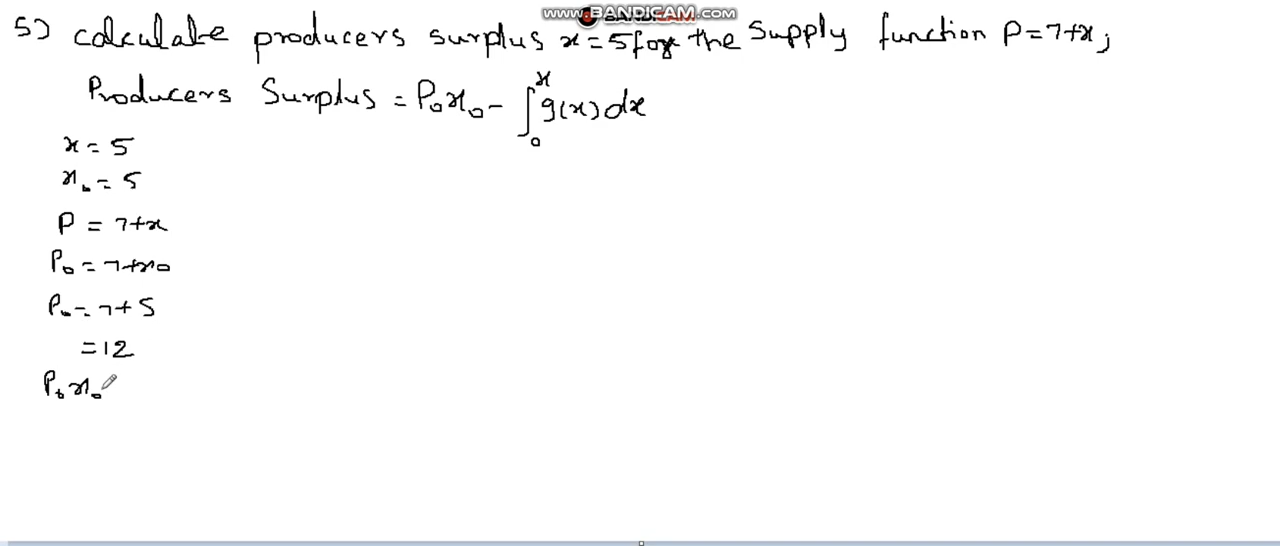 www.BANDICAM.com
5) calculate producers surplus x = 5 for the supply function P = 7+x;
Producers Surplus = P₀x₀ - ∫₀ˣ g(x) dx
x = 5
x₀ = 5
P = 7+x
P₀ = 7+x₀
P₀ = 7+5
= 12
P₀x₀